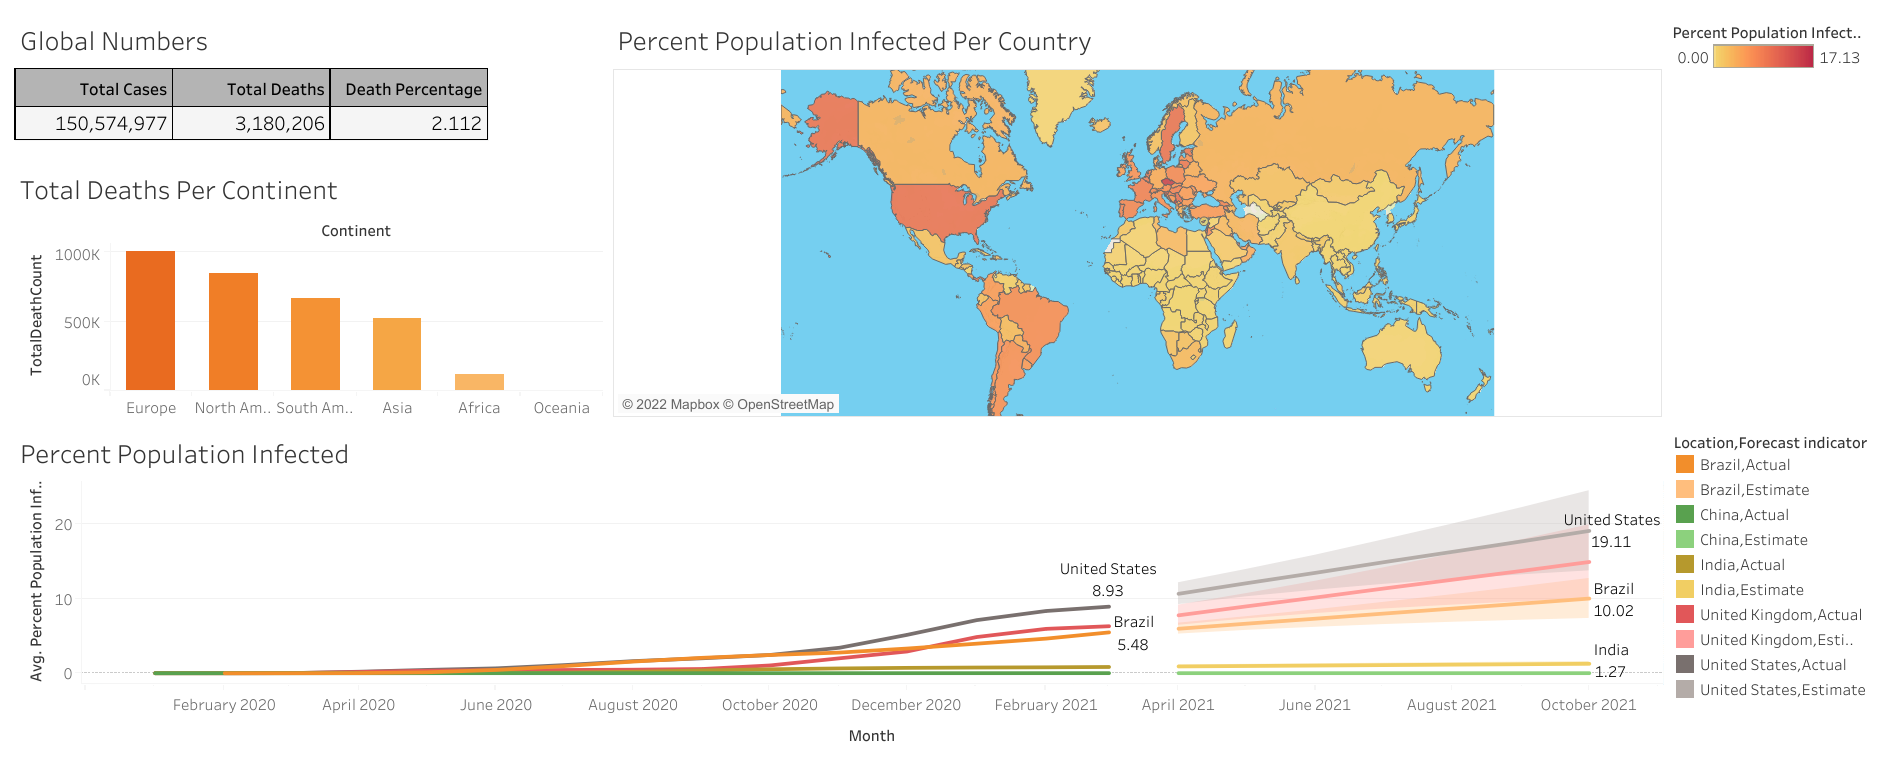 Global Numbers
Total Cases Total Deaths Death Percentage
150,574,977 3,180,206 2.112
Total Deaths Per Continent
Continent
TotalDeathCount
1000K
500K
0K
Europe North Am.. South Am.. Asia Africa Oceania
Percent Population Infected Per Country
© 2022 Mapbox © OpenStreetMap
Percent Population Infect..
0.00 17.13
Percent Population Infected
Avg. Percent Population Inf..
20
10
0
United States
8.93
Brazil
5.48
United States
19.11
Brazil
10.02
India
1.27
February 2020 April 2020 June 2020 August 2020 October 2020 December 2020 February 2021 April 2021 June 2021 August 2021 October 2021
Month
Location,Forecast indicator
Brazil,Actual
Brazil,Estimate
China,Actual
China,Estimate
India,Actual
India,Estimate
United Kingdom,Actual
United Kingdom,Esti..
United States,Actual
United States,Estimate